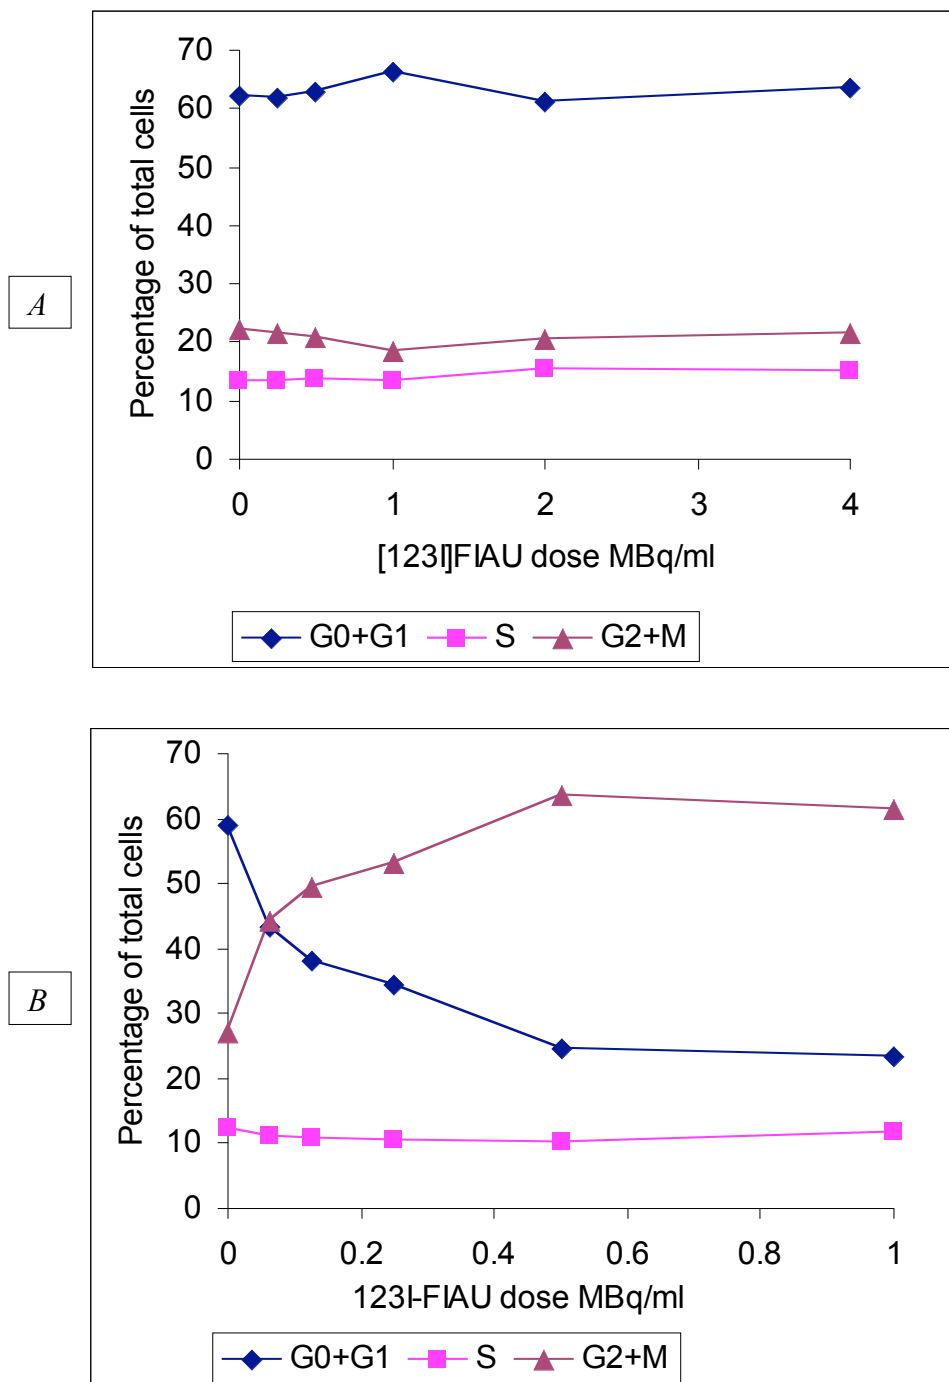 A
Percentage of total cells
70
60
50
40
30
20
10
0
0 1 2 3 4
[123I]FIAU dose MBq/ml
G0+G1 S G2+M
B
Percentage of total cells
70
60
50
40
30
20
10
0
0 0.2 0.4 0.6 0.8 1
123I-FIAU dose MBq/ml
G0+G1 S G2+M